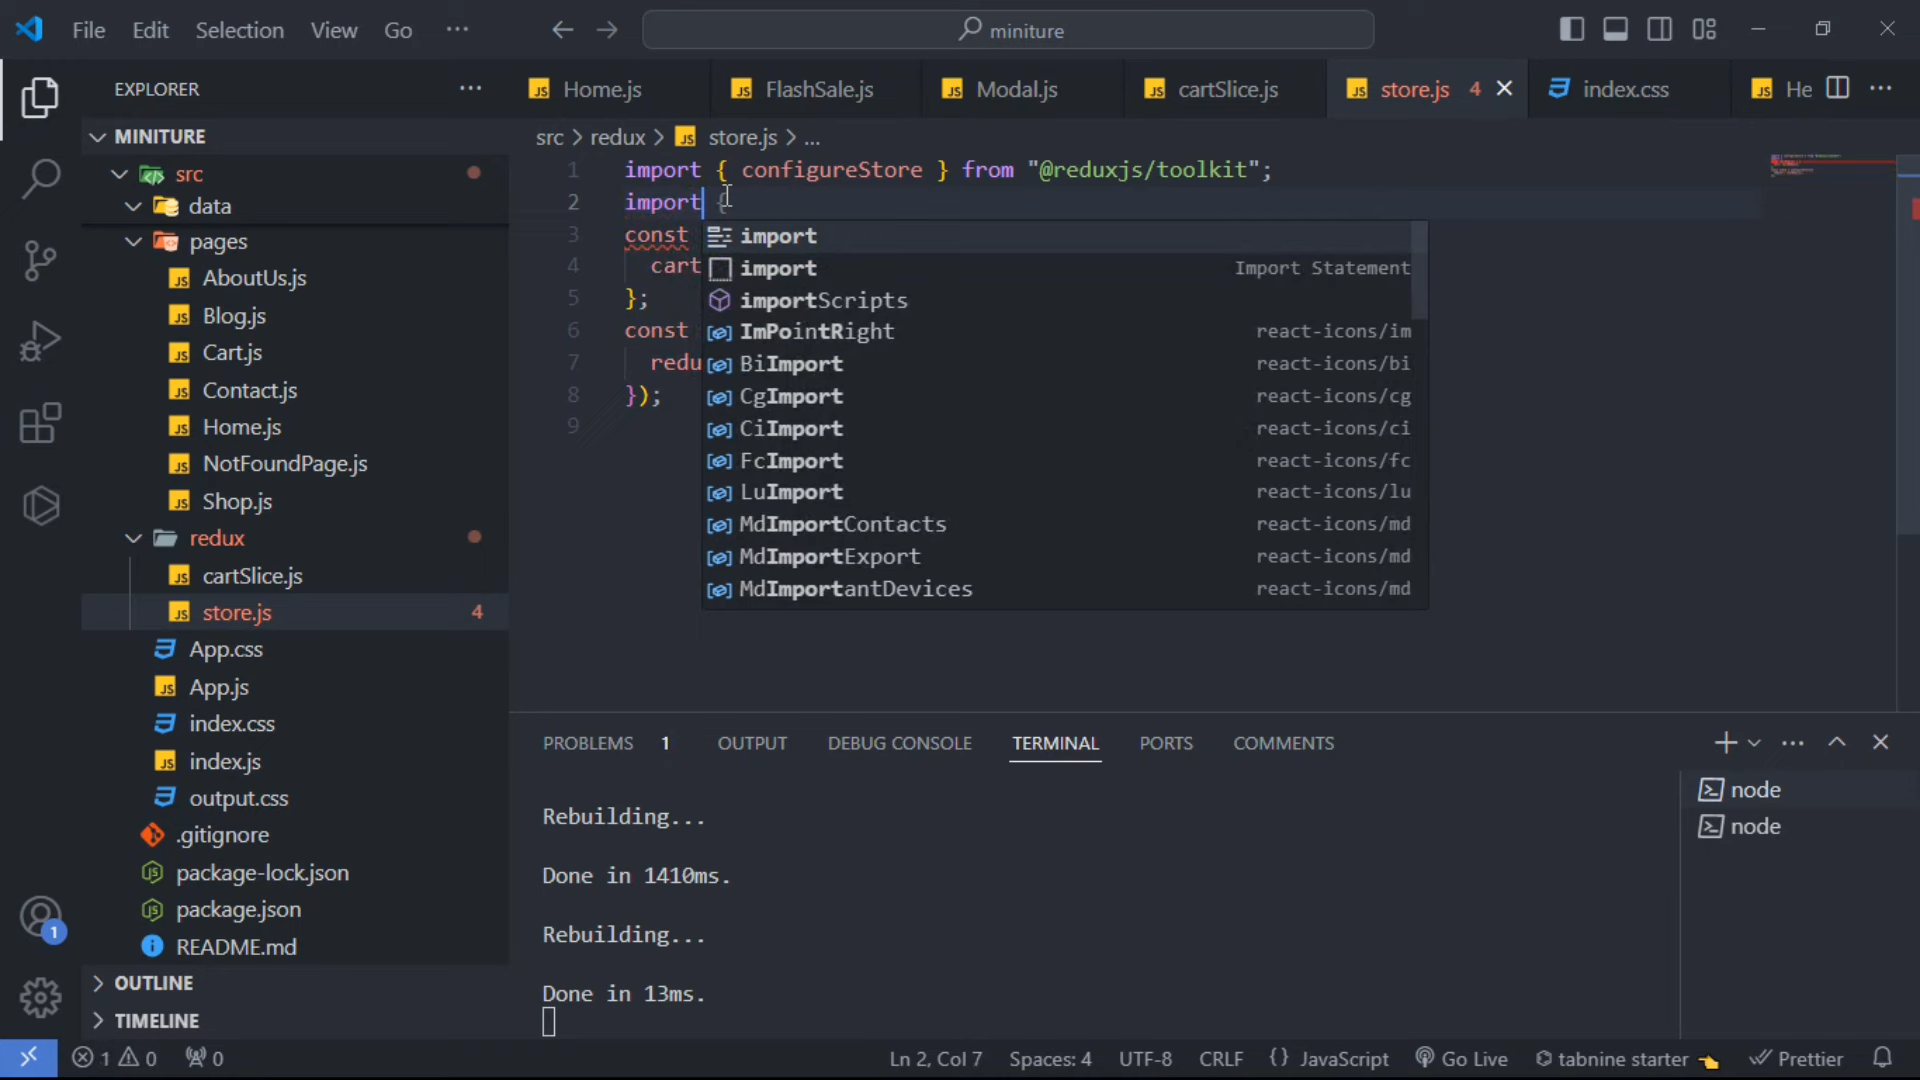 File Edit Selection View Go ···
miniture
EXPLORER ···
Home.js
FlashSale.js
Modal.js
cartSlice.js
store.js 4
index.css
He
MINITURE
src
data
pages
AboutUs.js
Blog.js
Cart.js
Contact.js
Home.js
NotFoundPage.js
Shop.js
redux
cartSlice.js
store.js 4
App.css
App.js
index.css
index.js
output.css
.gitignore
package-lock.json
package.json
README.md
OUTLINE
TIMELINE
src > redux > store.js > ...
1 import { configureStore } from "@reduxjs/toolkit";
2 import {
3 const
4 cart
5 };
6 const
7 redu
8 });
9
import
import Import Statement
importScripts
ImPointRight react-icons/im
BiImport react-icons/bi
CgImport react-icons/cg
CiImport react-icons/ci
FcImport react-icons/fc
LuImport react-icons/lu
MdImportContacts react-icons/md
MdImportExport react-icons/md
MdImportantDevices react-icons/md
PROBLEMS 1 OUTPUT DEBUG CONSOLE TERMINAL PORTS COMMENTS
Rebuilding...
Done in 1410ms.
Rebuilding...
Done in 13ms.
node
node
1
1 0 0
Ln 2, Col 7 Spaces: 4 UTF-8 CRLF {} JavaScript Go Live tabnine starter Prettier